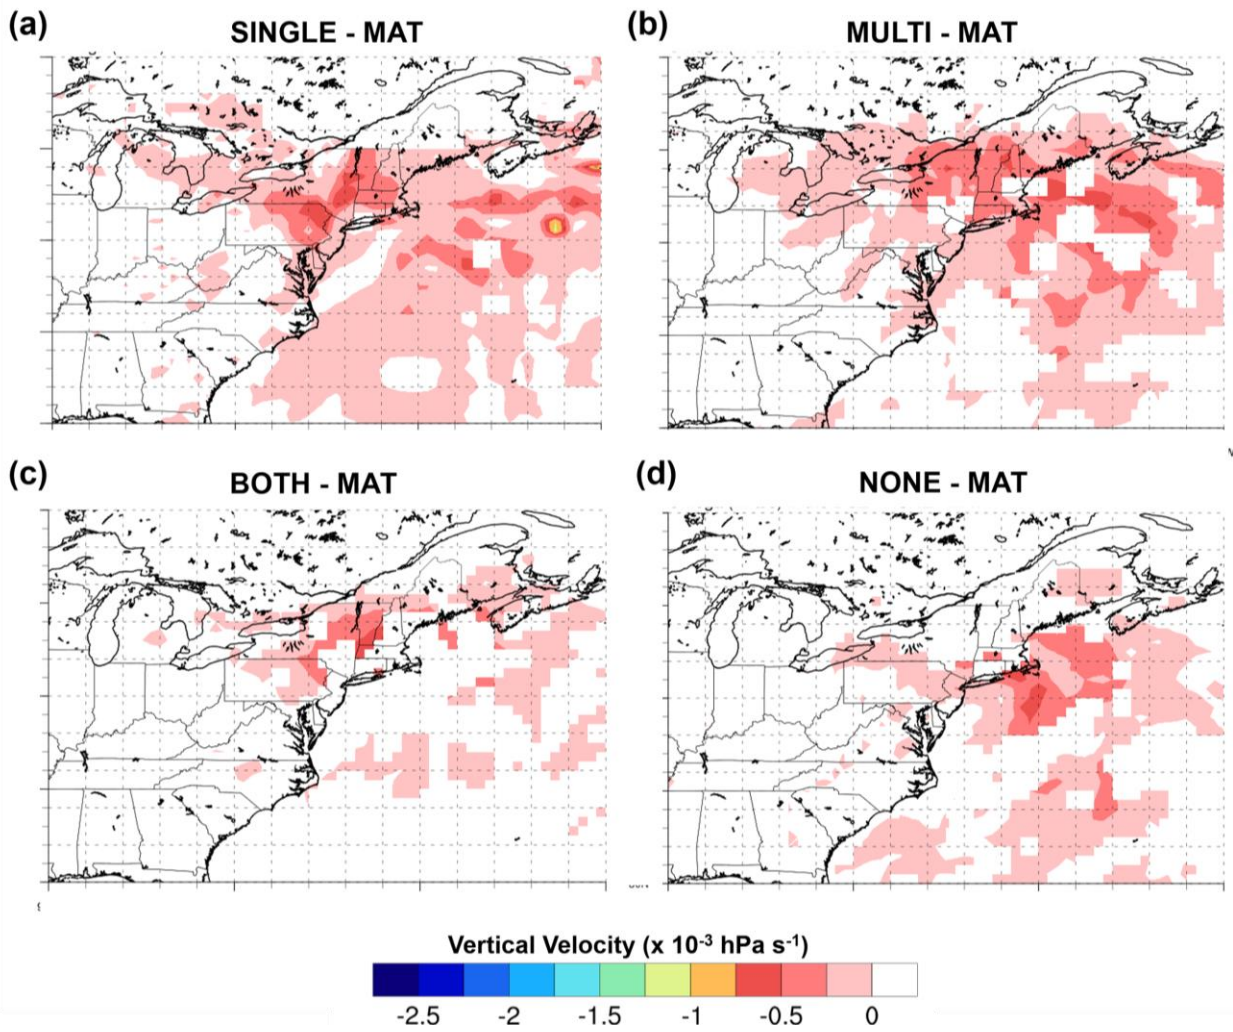 (a) SINGLE - MAT
(b) MULTI - MAT
(c) BOTH - MAT
(d) NONE - MAT
Vertical Velocity (x 10⁻³ hPa s⁻¹)
-2.5 -2 -1.5 -1 -0.5 0